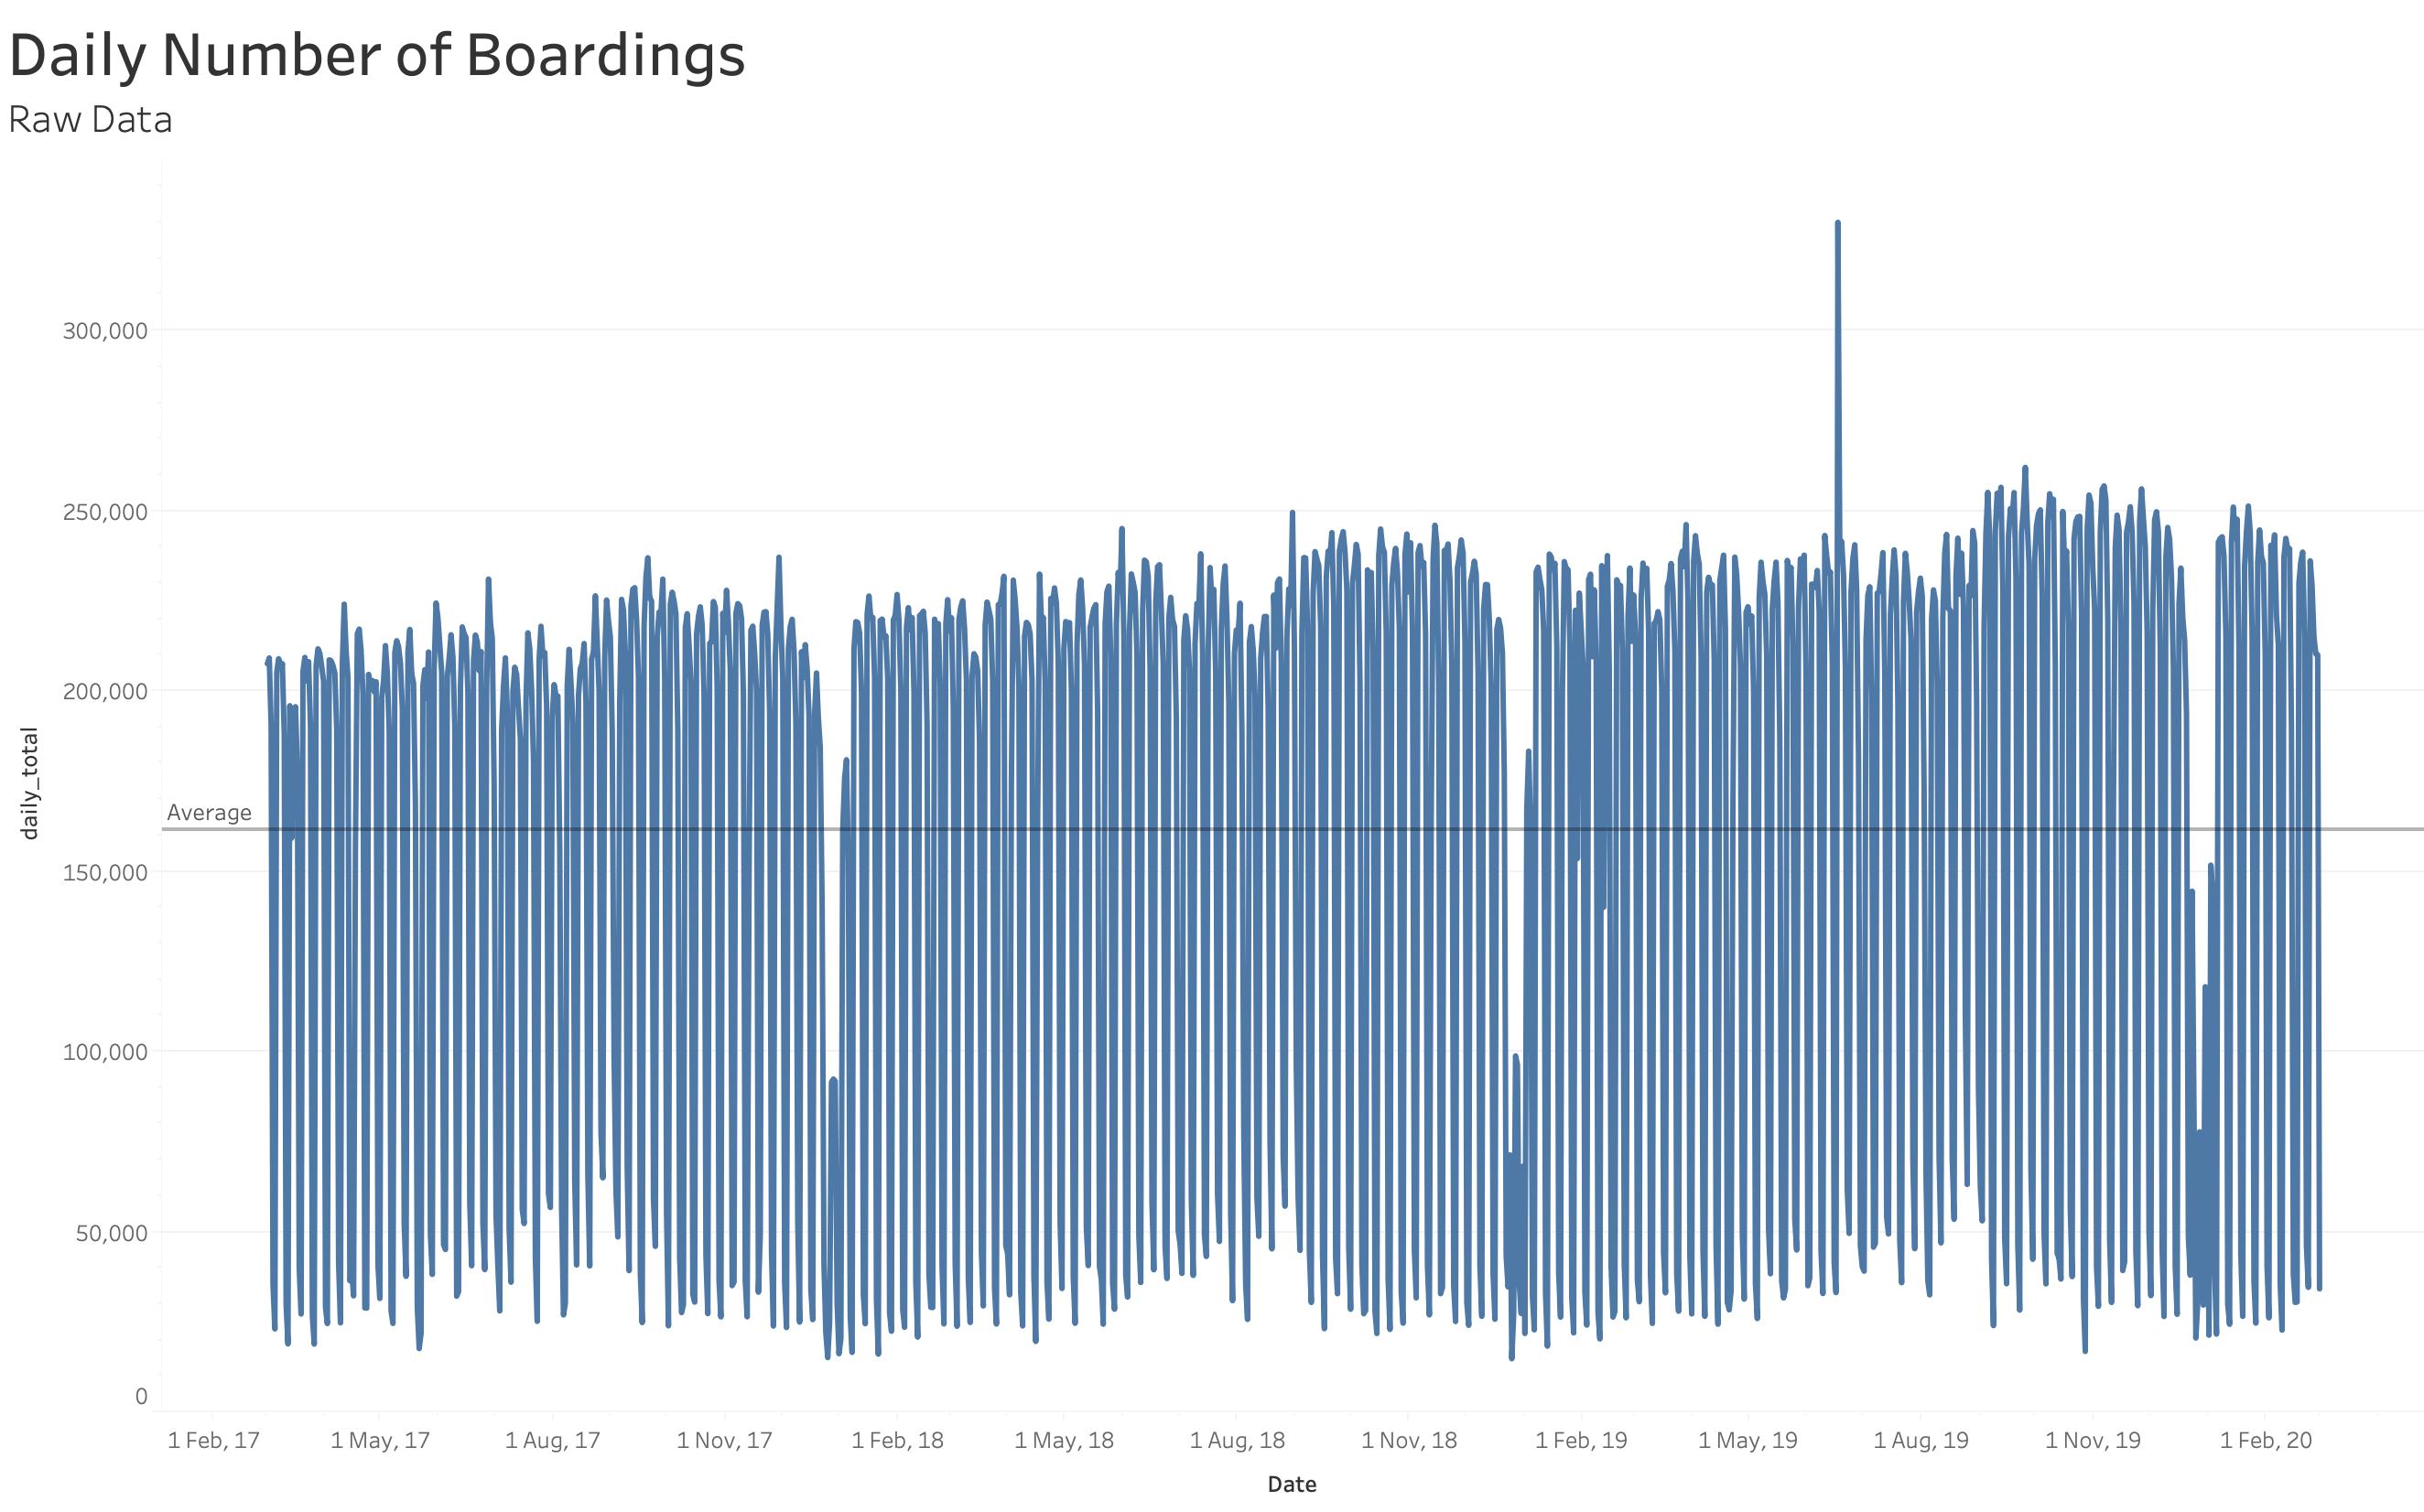 Daily Number of Boardings
Raw Data
300,000
250,000
200,000
Average
150,000
100,000
50,000
0
daily_total
1 Feb, 17
1 May, 17
1 Aug, 17
1 Nov, 17
1 Feb, 18
1 May, 18
1 Aug, 18
1 Nov, 18
1 Feb, 19
1 May, 19
1 Aug, 19
1 Nov, 19
1 Feb, 20
Date